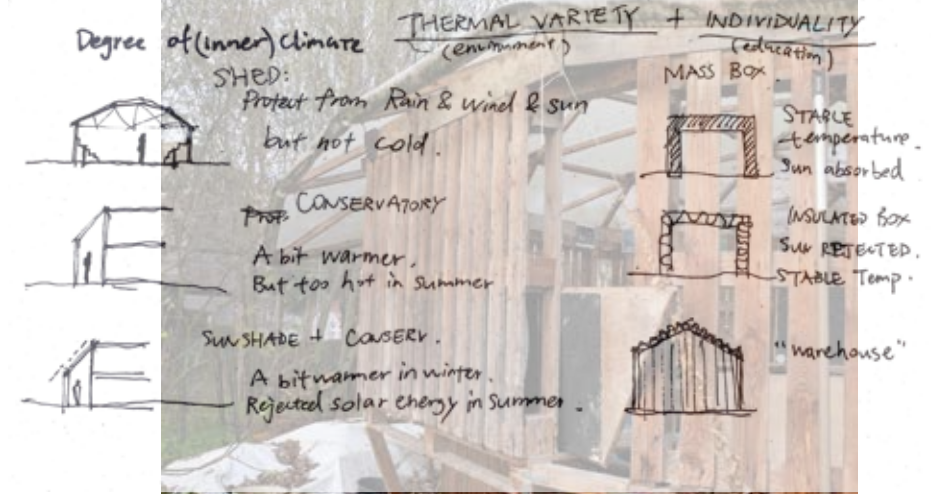 Degree of (inner) Climate
THERMAL VARIETY + INDIVIDUALITY
(environment)
(education)
SHED:
Protect from Rain & wind & sun
but not cold.
CONSERVATORY
A bit warmer.
But too hot in summer
SUNSHADE + CONSERV.
A bit warmer in winter.
Rejected solar energy in summer.
MASS BOX.
STABLE
temperature.
Sun absorbed
INSULATED BOX
Sun REJECTED.
STABLE Temp.
"warehouse"